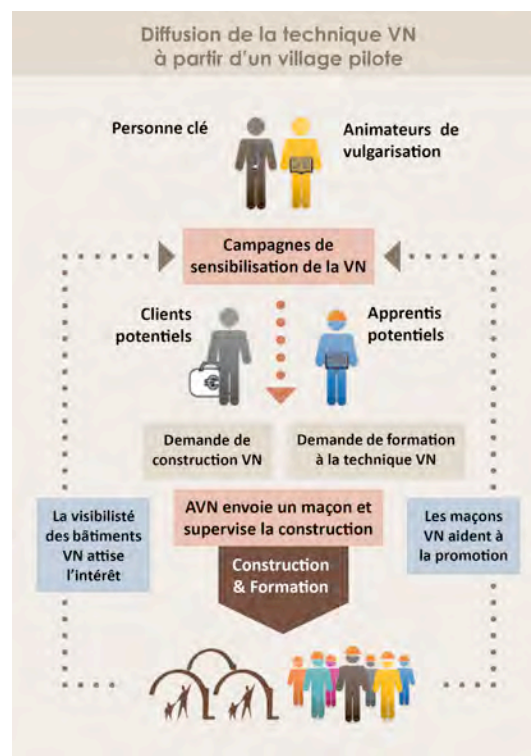 Diffusion de la technique VN
à partir d'un village pilote
Personne clé
Animateurs de
vulgarisation
Campagnes de
sensibilisation de la VN
Clients
potentiels
Apprentis
potentiels
Demande de
construction VN
Demande de formation
à la technique VN
AVN envoie un maçon et
supervise la construction
La visibilisté
des bâtiments
VN attise
l'intérêt
Les maçons
VN aident à
la promotion
Construction
& Formation